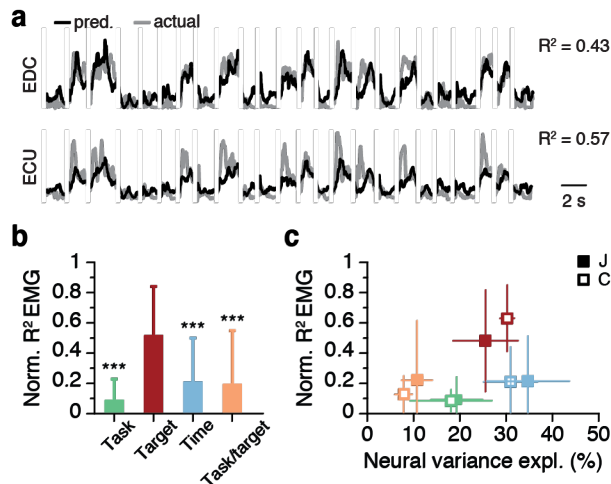 a
pred. actual
EDC
R² = 0.43
ECU
R² = 0.57
2 s
b
Norm. R² EMG
1
0.8
0.6
0.4
0.2
0
***
***
***
Task
Target
Time
Task/target
c
J
C
Norm. R² EMG
1
0.8
0.6
0.4
0.2
0
0 10 20 30 40 50
Neural variance expl. (%)